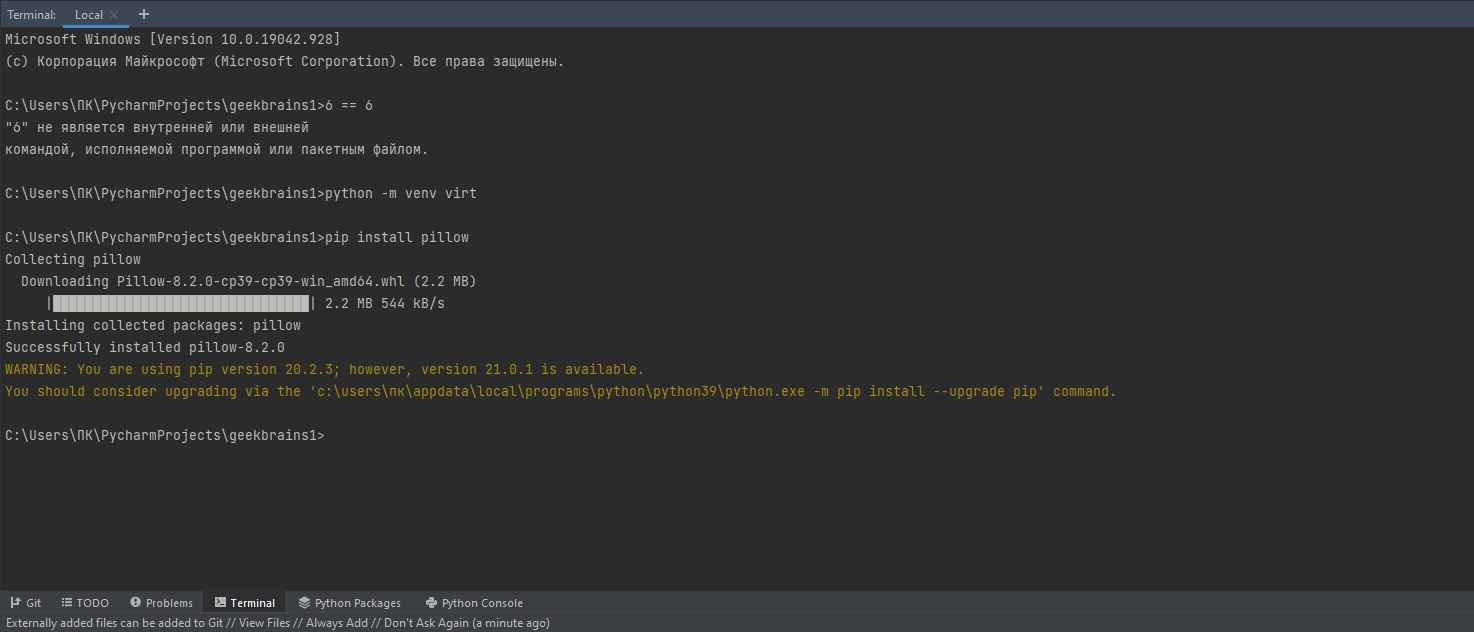 Terminal: Local × +
Microsoft Windows [Version 10.0.19042.928]
(c) Корпорация Майкрософт (Microsoft Corporation). Все права защищены.
C:\Users\ПК\PycharmProjects\geekbrains1>6 == 6
"6" не является внутренней или внешней
командой, исполняемой программой или пакетным файлом.
C:\Users\ПК\PycharmProjects\geekbrains1>python -m venv virt
C:\Users\ПК\PycharmProjects\geekbrains1>pip install pillow
Collecting pillow
Downloading Pillow-8.2.0-cp39-cp39-win_amd64.whl (2.2 MB)
|████████████████████████████████| 2.2 MB 544 kB/s
Installing collected packages: pillow
Successfully installed pillow-8.2.0
WARNING: You are using pip version 20.2.3; however, version 21.0.1 is available.
You should consider upgrading via the 'c:\users\пк\appdata\local\programs\python\python39\python.exe -m pip install --upgrade pip' command.
C:\Users\ПК\PycharmProjects\geekbrains1>
Git TODO Problems Terminal Python Packages Python Console
Externally added files can be added to Git // View Files // Always Add // Don't Ask Again (a minute ago)